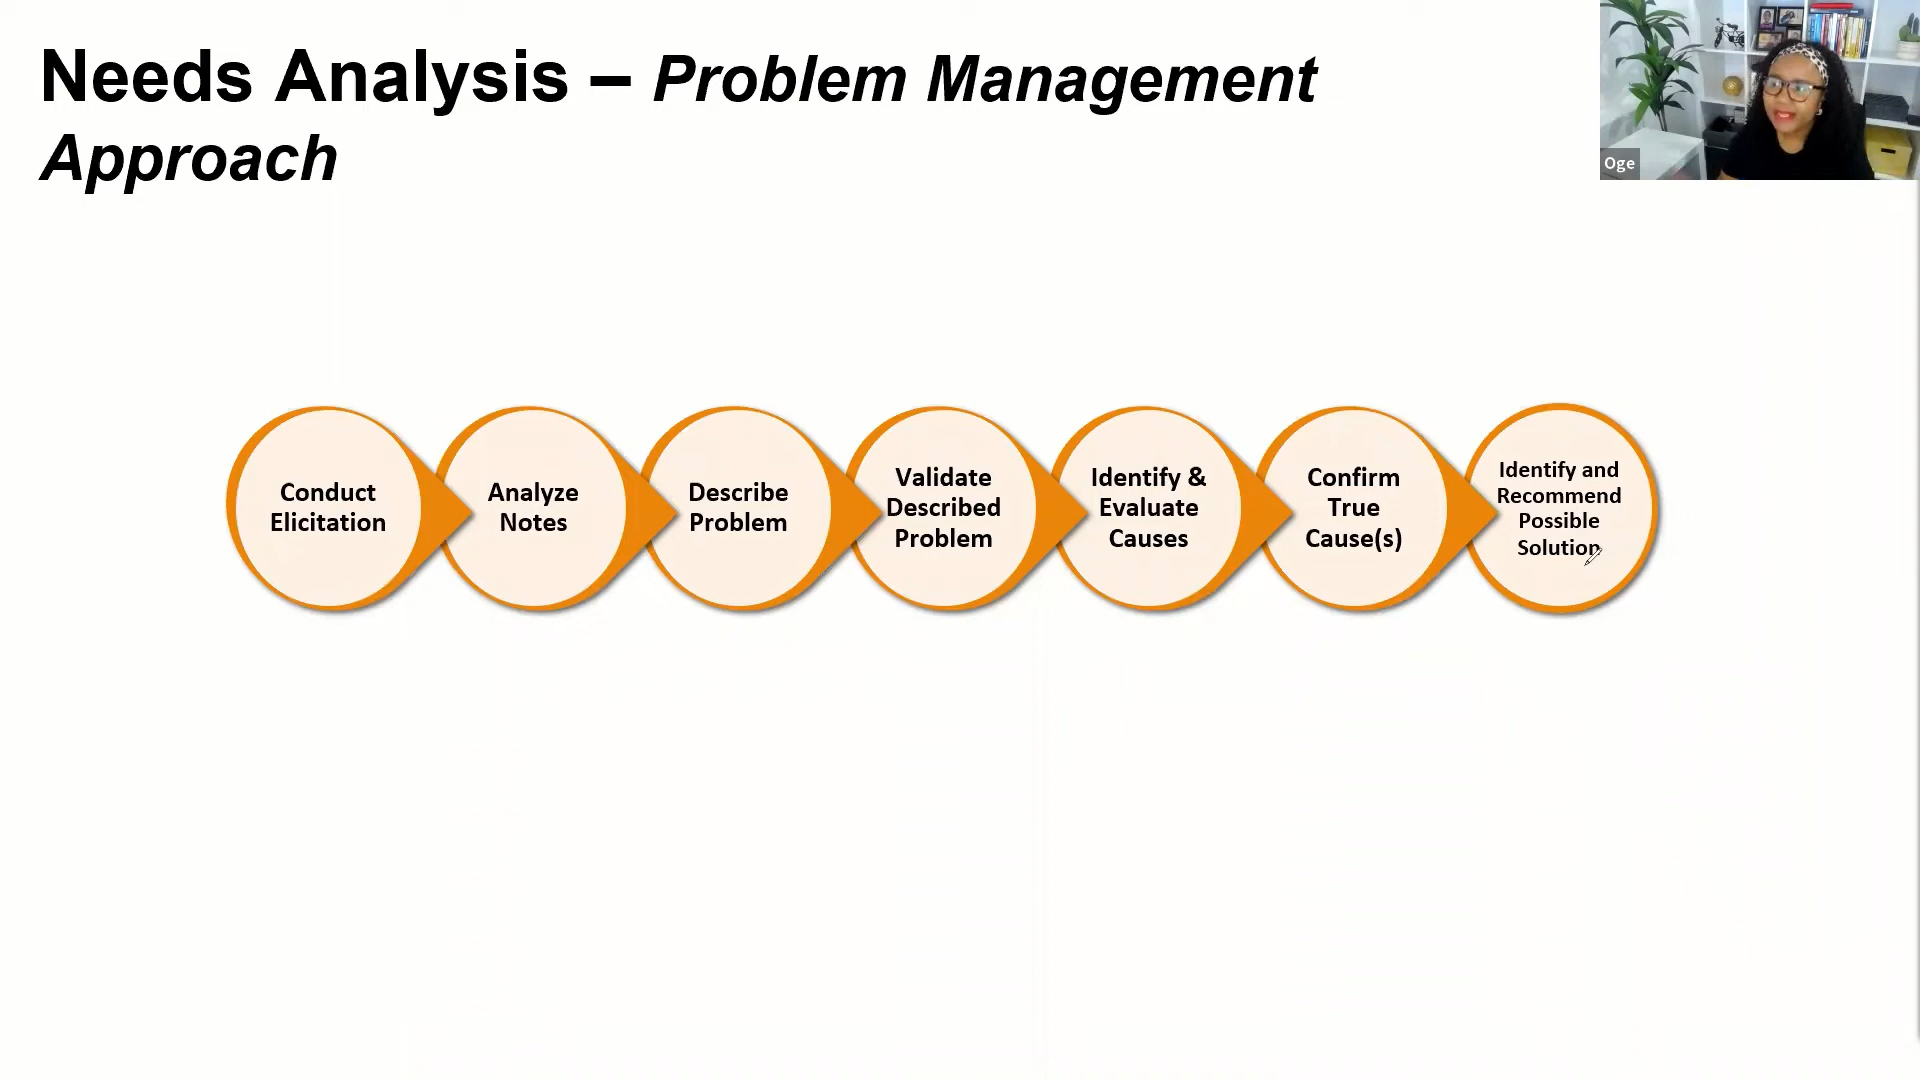 Needs Analysis – Problem Management
Approach
Oge
Conduct
Elicitation
Analyze
Notes
Describe
Problem
Validate
Described
Problem
Identify &
Evaluate
Causes
Confirm
True
Cause(s)
Identify and
Recommend
Possible
Solution